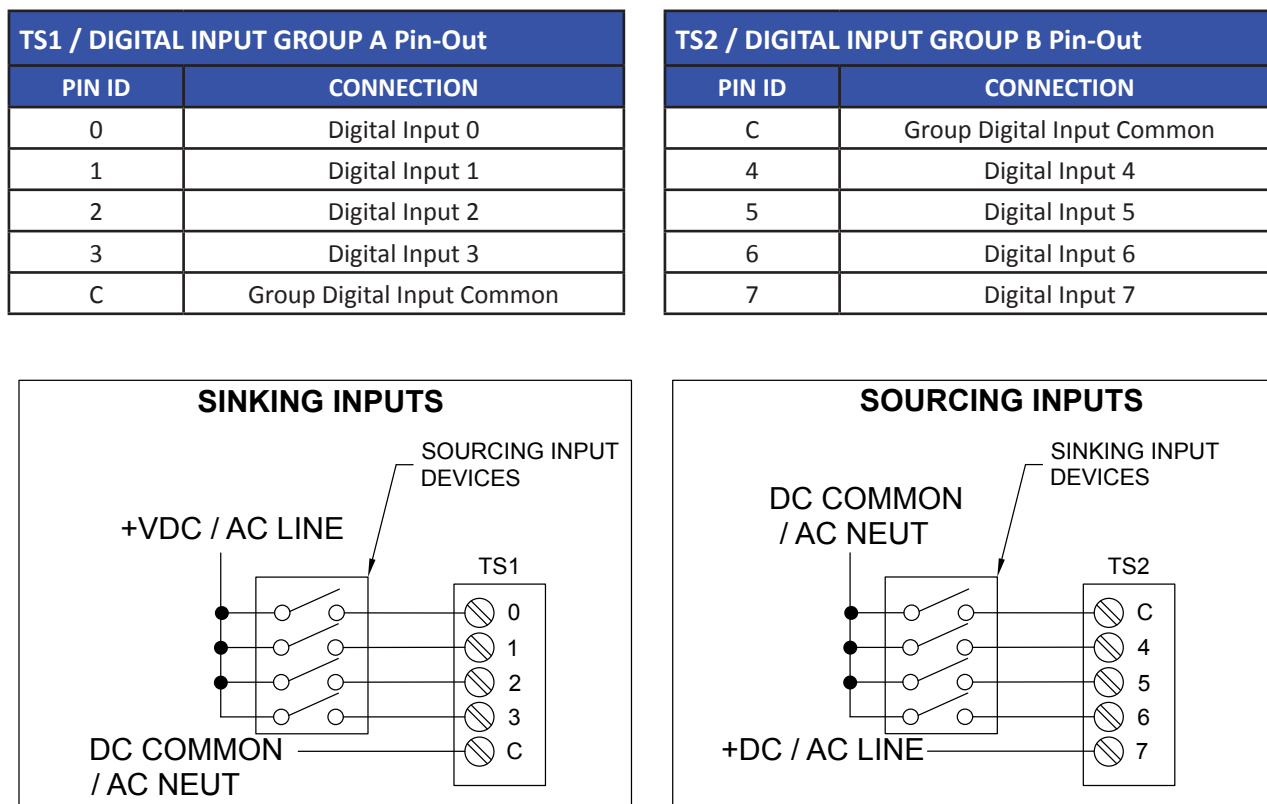 TS1 / DIGITAL INPUT GROUP A Pin-Out
PIN ID CONNECTION
0 Digital Input 0
1 Digital Input 1
2 Digital Input 2
3 Digital Input 3
C Group Digital Input Common
TS2 / DIGITAL INPUT GROUP B Pin-Out
PIN ID CONNECTION
C Group Digital Input Common
4 Digital Input 4
5 Digital Input 5
6 Digital Input 6
7 Digital Input 7
SINKING INPUTS
SOURCING INPUT
DEVICES
+VDC / AC LINE
TS1
0
1
2
3
C
DC COMMON
/ AC NEUT
SOURCING INPUTS
SINKING INPUT
DEVICES
DC COMMON
/ AC NEUT
TS2
C
4
5
6
7
+DC / AC LINE